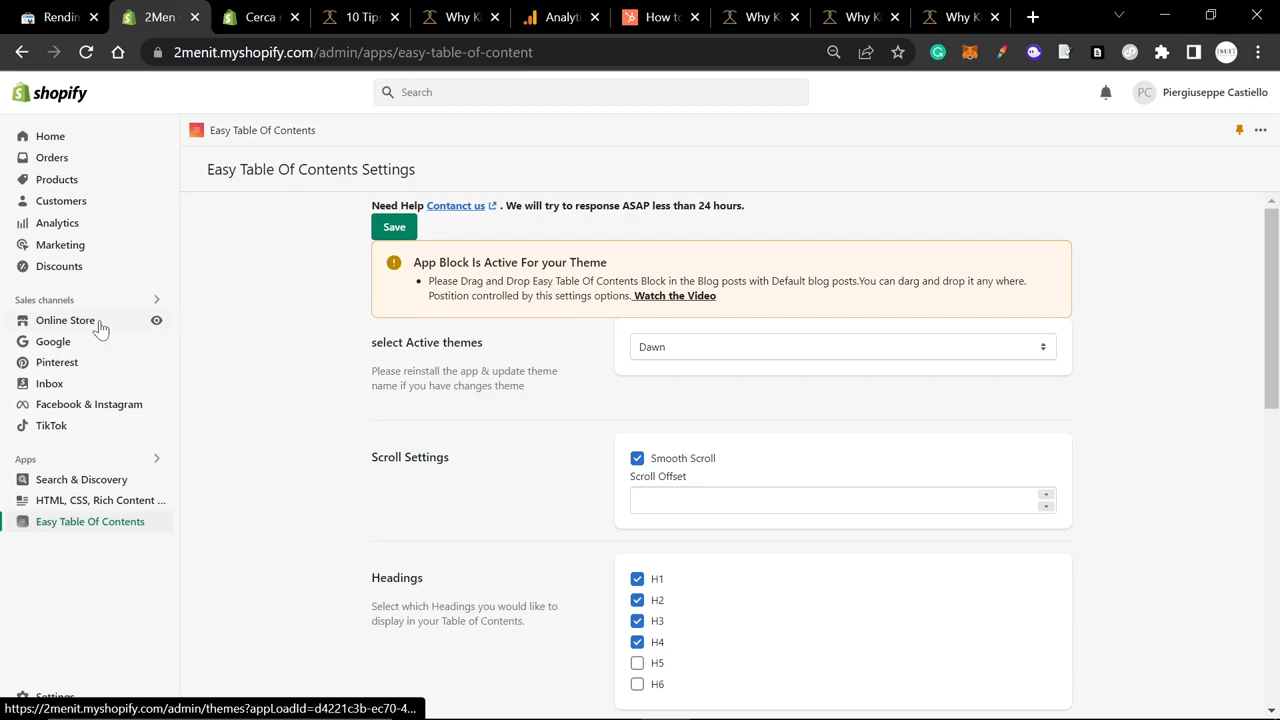 Rendin
2Men
Cerca r
10 Tips
Why Ki
Analyti
How to
Why Ki
Why Ki
Why Ki
2menit.myshopify.com/admin/apps/easy-table-of-content
shopify
Search
PC
Piergiuseppe Castiello
Home
Orders
Products
Customers
Analytics
Marketing
Discounts
Sales channels
Online Store
Google
Pinterest
Inbox
Facebook & Instagram
TikTok
Apps
Search & Discovery
HTML, CSS, Rich Content ...
Easy Table Of Contents
Settings
https://2menit.myshopify.com/admin/themes?appLoadId=d4221c3b-ec70-4...
Easy Table Of Contents
Easy Table Of Contents Settings
Need Help Contanct us . We will try to response ASAP less than 24 hours.
Save
App Block Is Active For your Theme
• Please Drag and Drop Easy Table Of Contents Block in the Blog posts with Default blog posts.You can darg and drop it any where.
Postition controlled by this settings options. Watch the Video
select Active themes
Please reinstall the app & update theme
name if you have changes theme
Dawn
Scroll Settings
Smooth Scroll
Scroll Offset
Headings
Select which Headings you would like to
display in your Table of Contents.
H1
H2
H3
H4
H5
H6